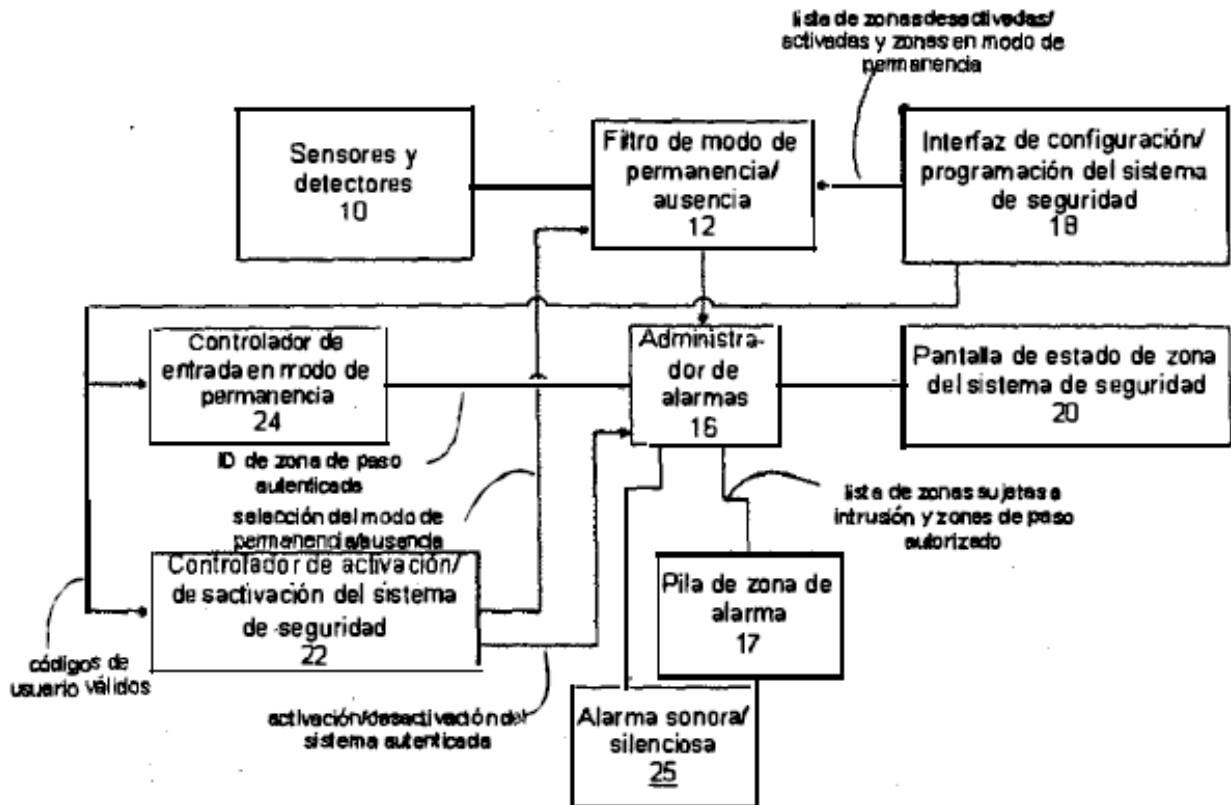 lista de zonas desactivadas/
activadas y zonas en modo de
permanencia
Sensores y
detectores
10
Filtro de modo de
permanencia/
ausencia
12
Interfaz de configuración/
programación del sistema
de seguridad
18
Controlador de
entrada en modo de
permanencia
24
Administra-
dor de
alarmas
16
Pantalla de estado de zona
del sistema de seguridad
20
ID de zona de paso
autenticada
selección del modo de
permanencia/ausencia
lista de zonas sujetas a
intrusión y zonas de paso
autorizado
Controlador de activación/
desactivación del sistema
de seguridad
22
Pila de zona de
alarma
17
códigos de
usuario válidos
activación/desactivación del
sistema autenticada
Alarma sonora/
silenciosa
25